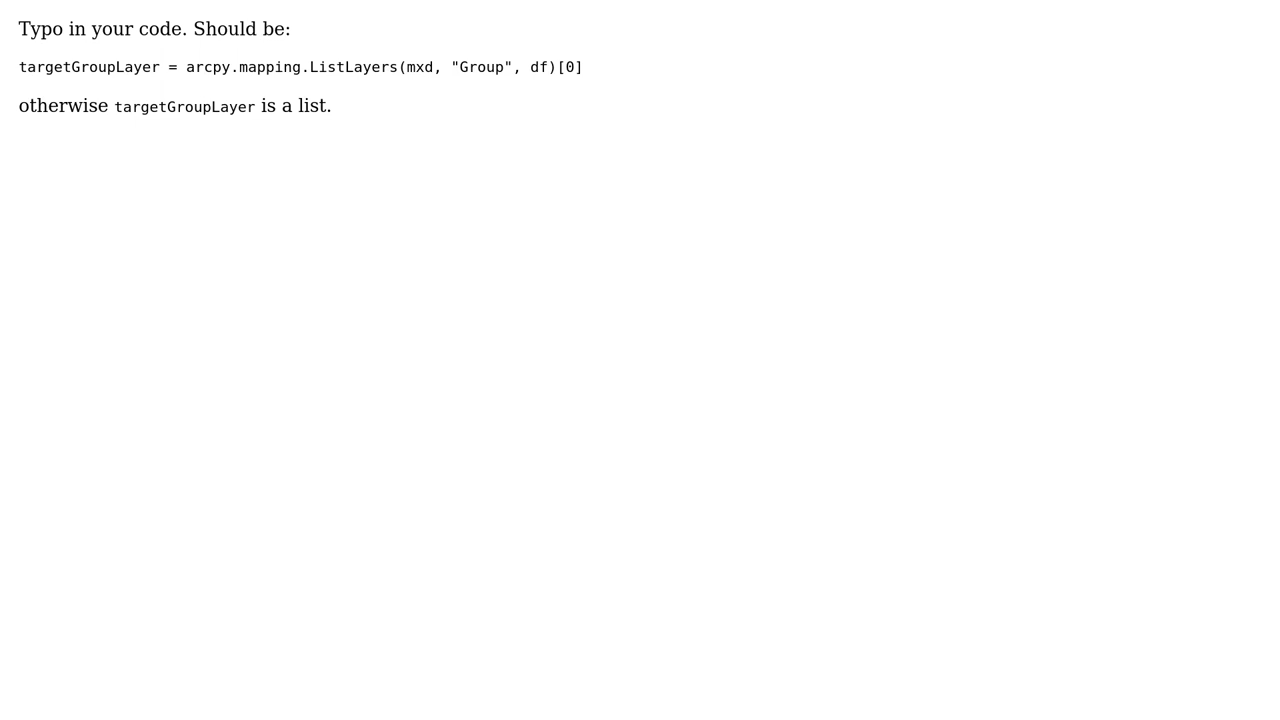 Typo in your code. Should be:
targetGroupLayer = arcpy.mapping.ListLayers(mxd, "Group", df)[0]
otherwise targetGroupLayer is a list.